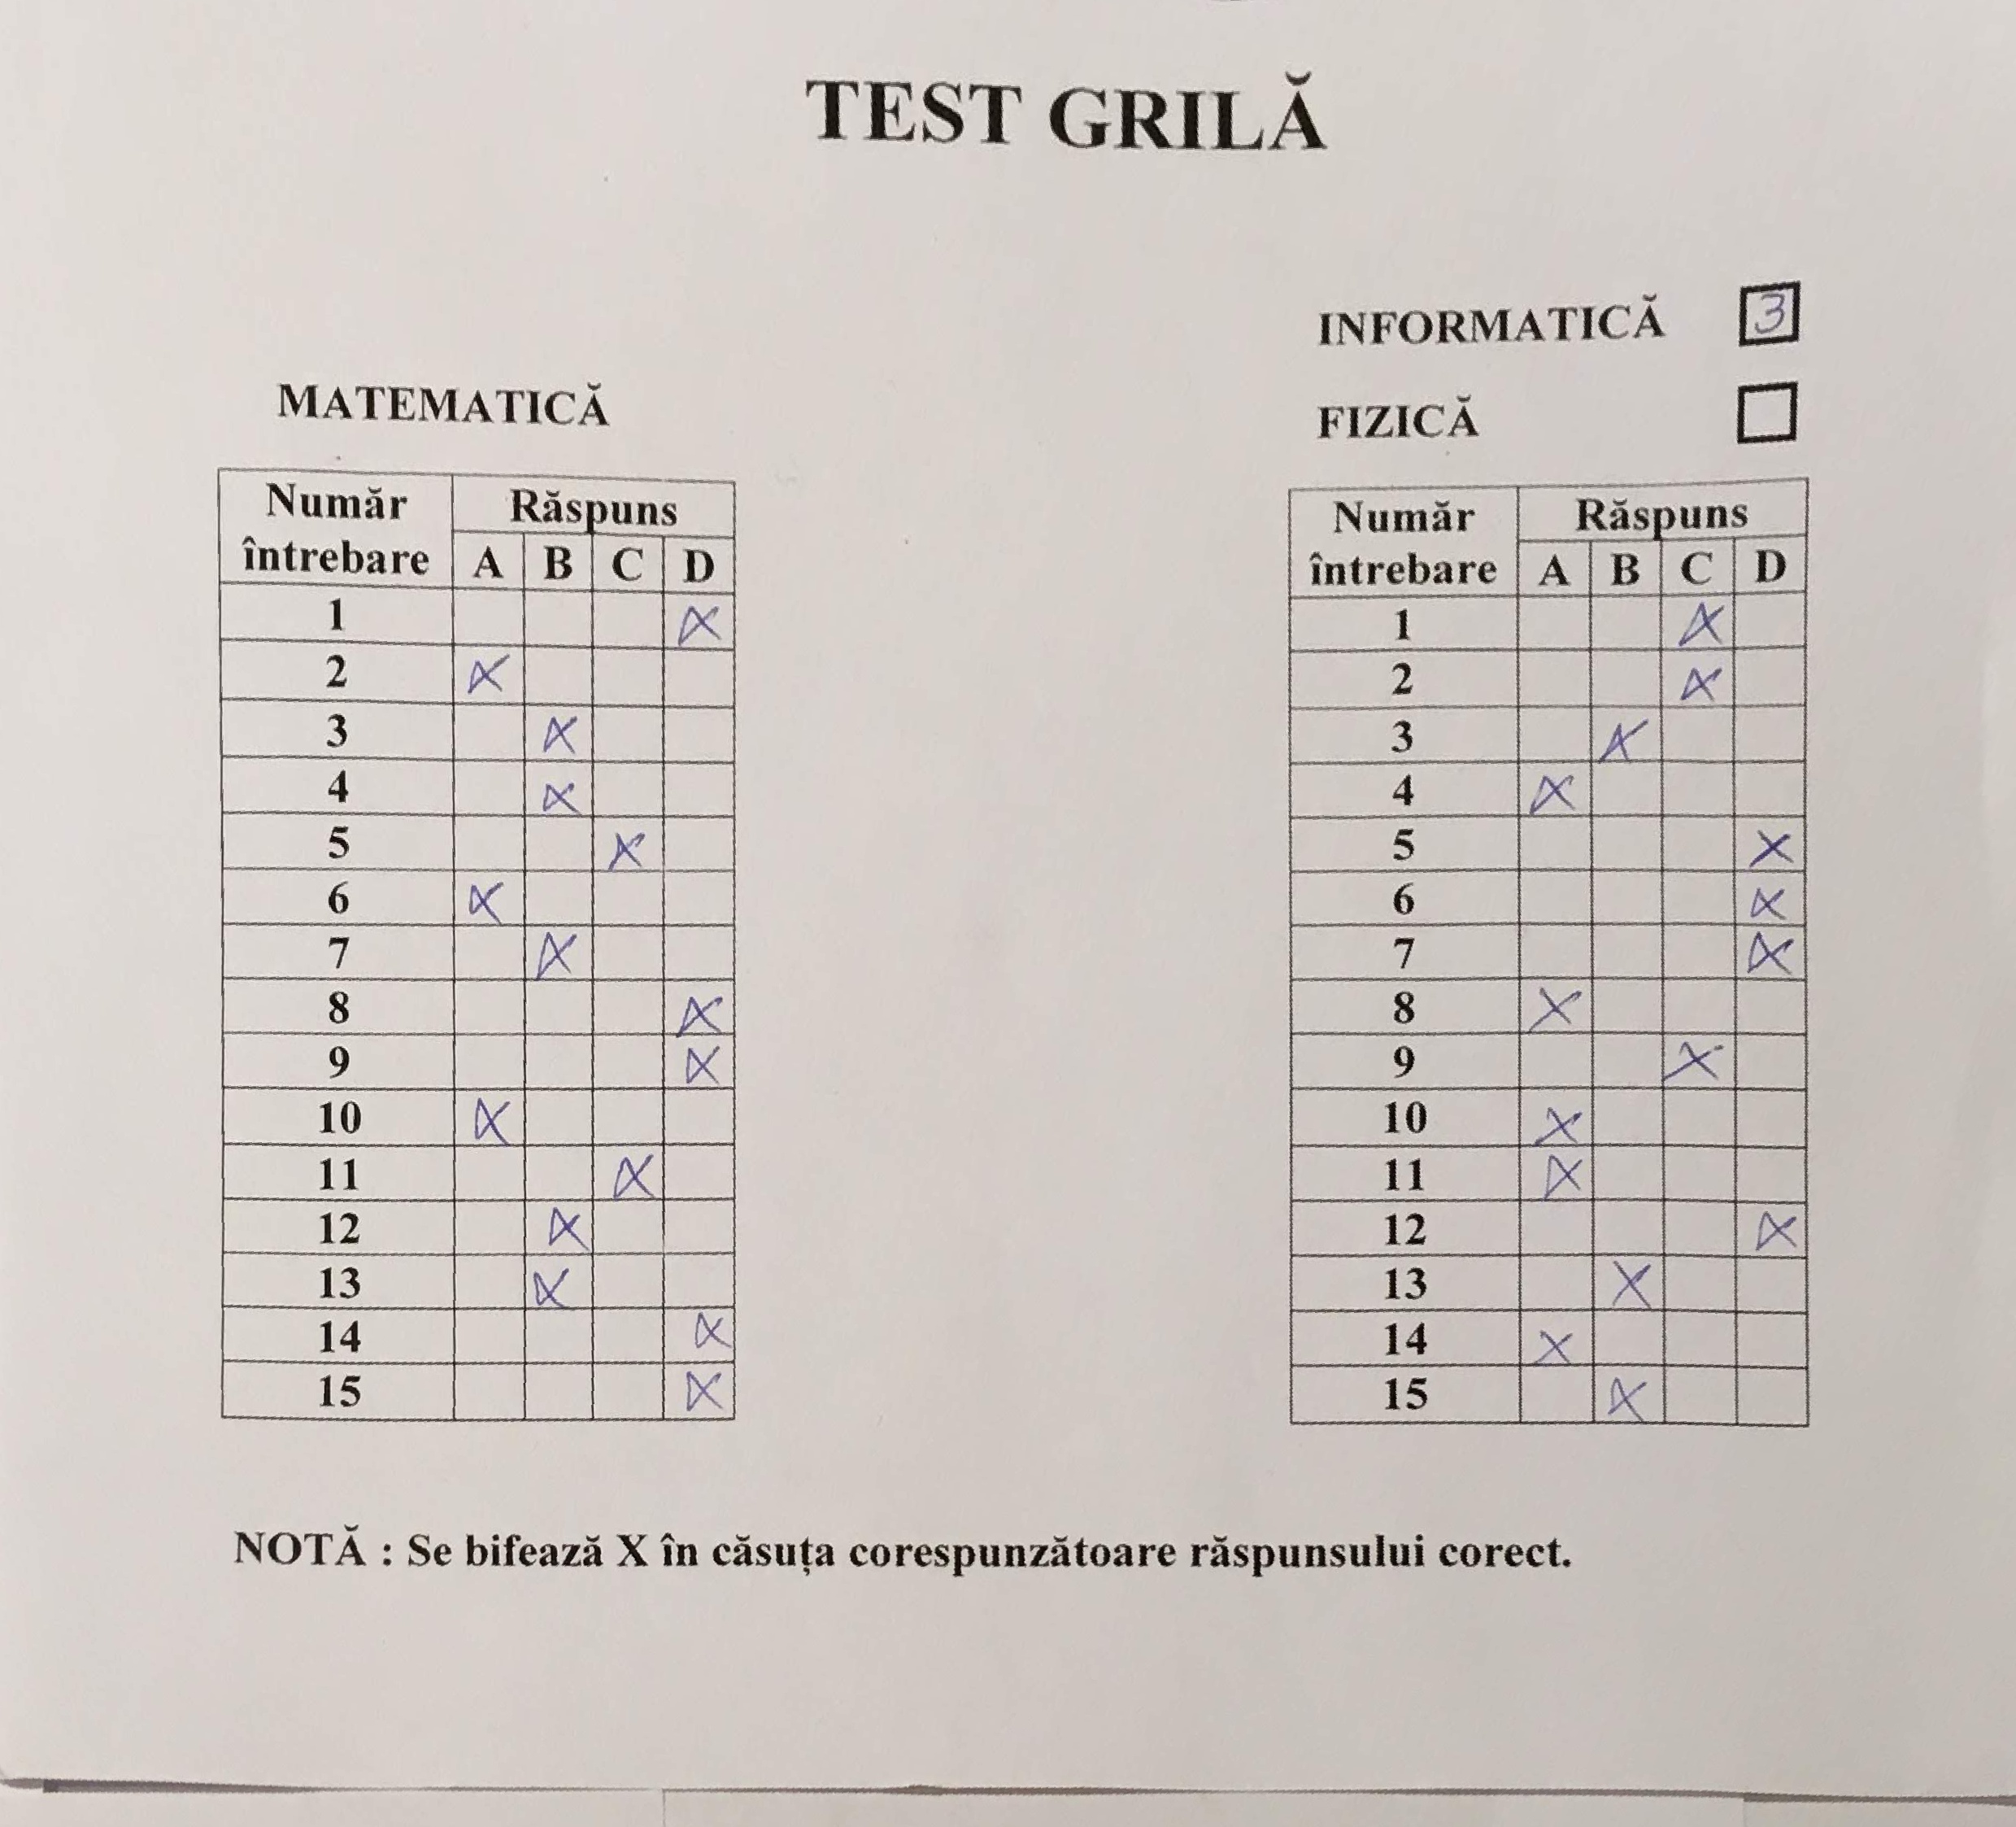 TEST GRILĂ
INFORMATICĂ 3
FIZICĂ
MATEMATICĂ
Număr întrebare Răspuns
A B C D
1 X
2 X
3 X
4 X
5 X
6 X
7 X
8 X
9 X
10 X
11 X
12 X
13 X
14 X
15 X
Număr întrebare Răspuns
A B C D
1 X
2 X
3 X
4 X
5 X
6 X
7 X
8 X
9 X
10 X
11 X
12 X
13 X
14 X
15 X
NOTĂ : Se bifează X în căsuța corespunzătoare răspunsului corect.